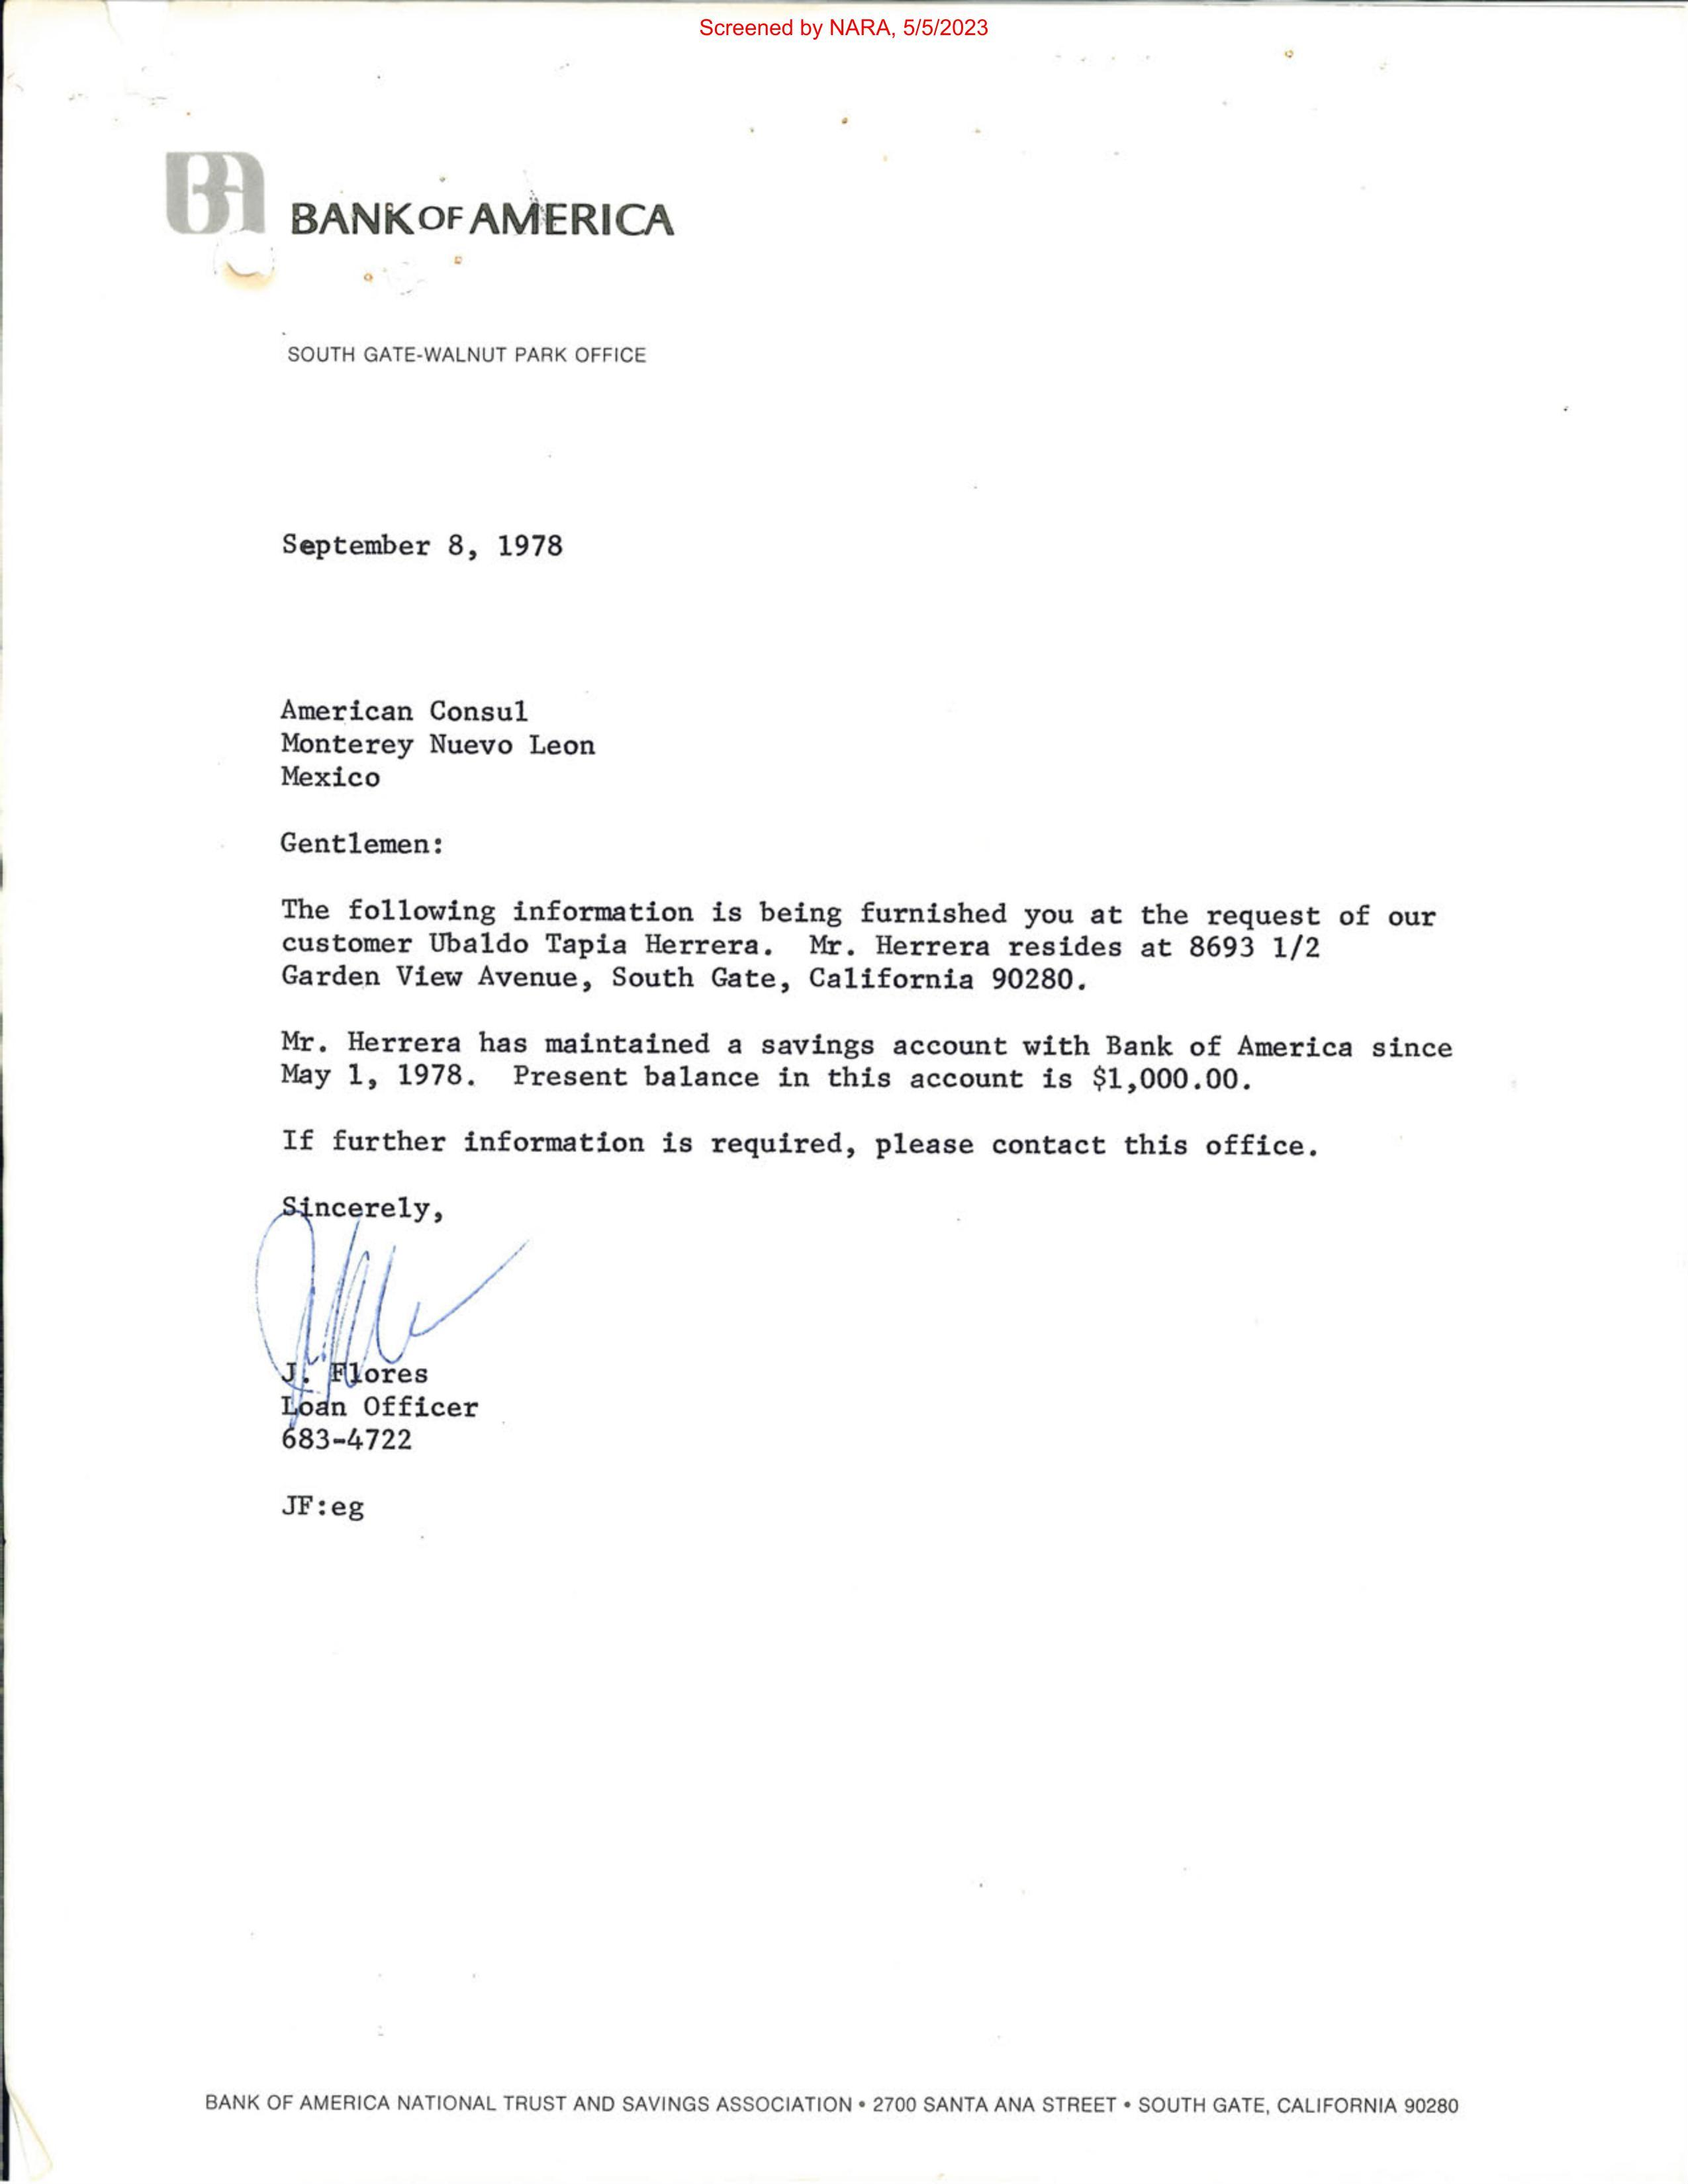 Screened by NARA, 5/5/2023
BA
BANK OF AMERICA
SOUTH GATE-WALNUT PARK OFFICE
September 8, 1978
American Consul
Monterey Nuevo Leon
Mexico
Gentlemen:
The following information is being furnished you at the request of our
customer Ubaldo Tapia Herrera. Mr. Herrera resides at 8693 1/2
Garden View Avenue, South Gate, California 90280.
Mr. Herrera has maintained a savings account with Bank of America since
May 1, 1978. Present balance in this account is $1,000.00.
If further information is required, please contact this office.
Sincerely,
J. Flores
Loan Officer
683-4722
JF:eg
BANK OF AMERICA NATIONAL TRUST AND SAVINGS ASSOCIATION • 2700 SANTA ANA STREET • SOUTH GATE, CALIFORNIA 90280